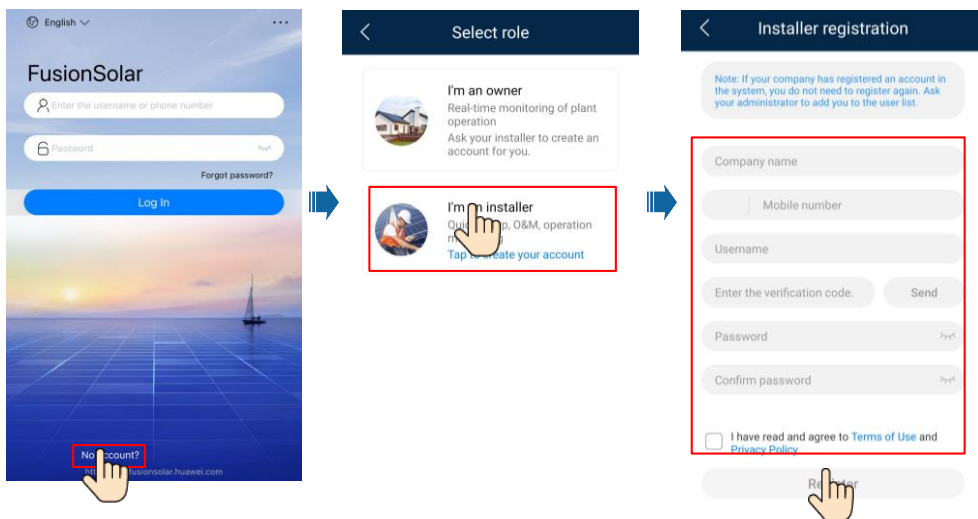 English
...
FusionSolar
Enter the username or phone number
Password
Forgot password?
Log In
No
fusionsolar.huawei.com
Select role
I'm an owner
Real-time monitoring of plant
operation
Ask your installer to create an
account for you.
I'm an installer
O&M, operation
Tap to create your account
Installer registration
Note: If your company has registered an account in
the system, you do not need to register again. Ask
your administrator to add you to the user list.
Company name
Mobile number
Username
Enter the verification code.
Send
Password
Confirm password
I have read and agree to Terms of Use and
Privacy Policy
Register